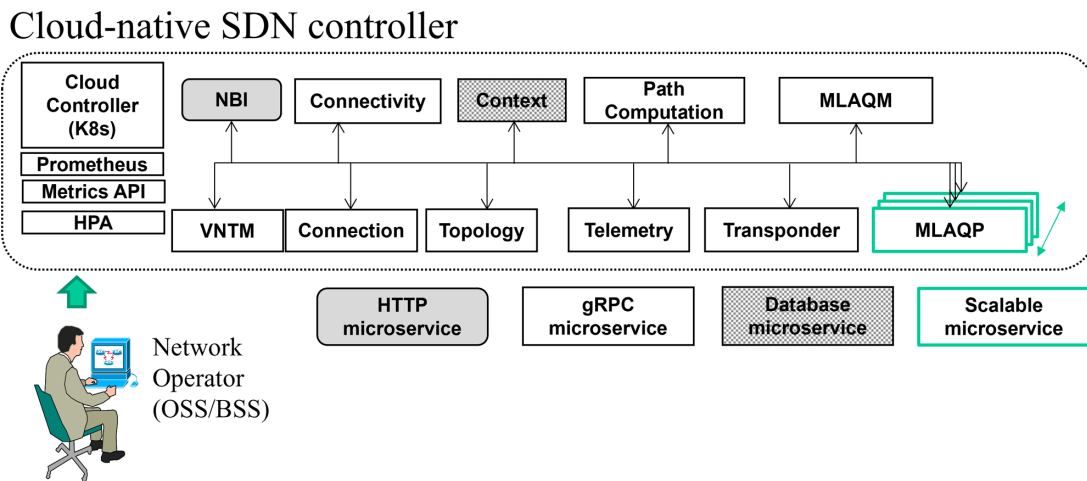 Cloud-native SDN controller
Cloud
Controller
(K8s)
Prometheus
Metrics API
HPA
NBI
Connectivity
Context
Path
Computation
MLAQM
VNTM
Connection
Topology
Telemetry
Transponder
MLAQP
HTTP
microservice
gRPC
microservice
Database
microservice
Scalable
microservice
Network
Operator
(OSS/BSS)